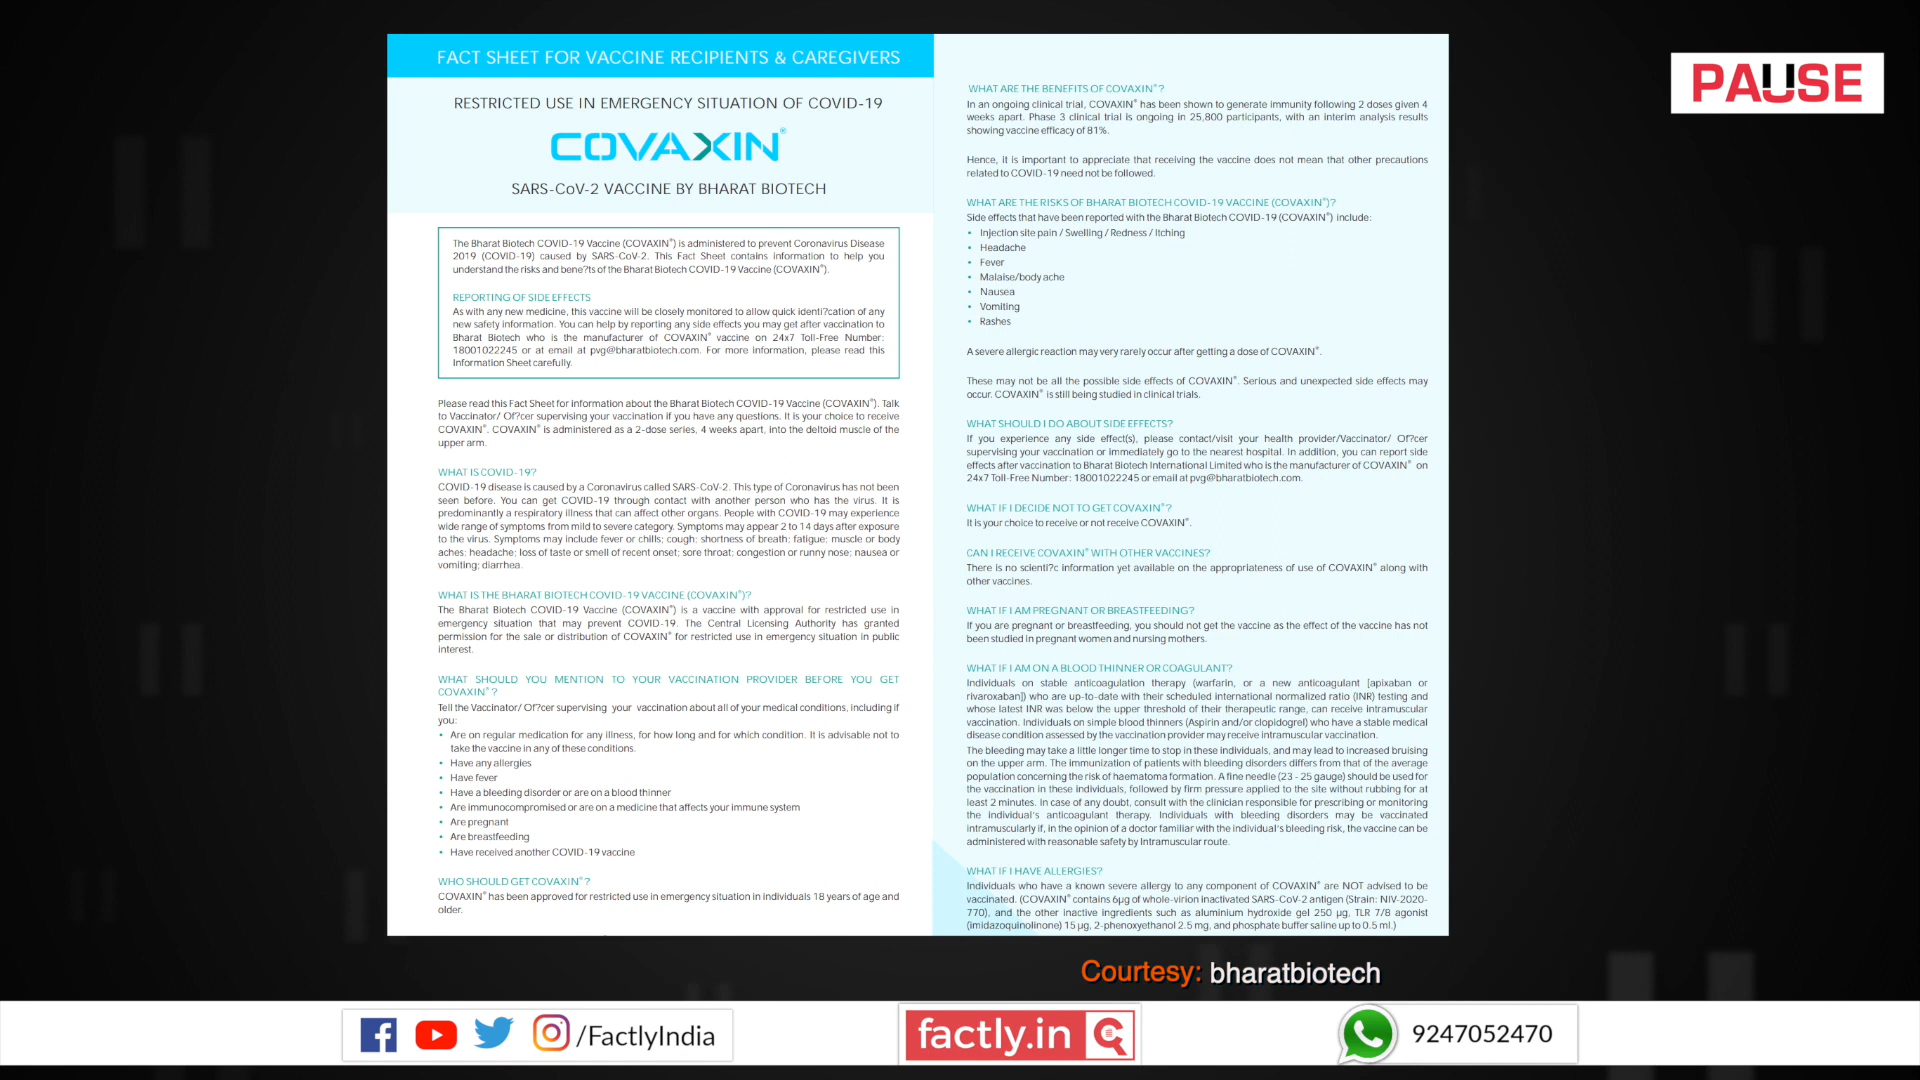 FACT SHEET FOR VACCINE RECIPIENTS & CAREGIVERS
RESTRICTED USE IN EMERGENCY SITUATION OF COVID-19
COVAXIN®
SARS-CoV-2 VACCINE BY BHARAT BIOTECH
The Bharat Biotech COVID-19 Vaccine (COVAXIN®) is administered to prevent Coronavirus Disease
2019 (COVID-19) caused by SARS-CoV-2. This Fact Sheet contains information to help you
understand the risks and bene?ts of the Bharat Biotech COVID-19 Vaccine (COVAXIN®).
REPORTING OF SIDE EFFECTS
As with any new medicine, this vaccine will be closely monitored to allow quick identi?cation of any
new safety information. You can help by reporting any side effects you may get after vaccination to
Bharat Biotech who is the manufacturer of COVAXIN® vaccine on 24x7 Toll-Free Number:
18001022245 or at email at pvg@bharatbiotech.com. For more information, please read this
Information Sheet carefully.
Please read this Fact Sheet for information about the Bharat Biotech COVID-19 Vaccine (COVAXIN®). Talk
to Vaccinator/ Of?cer supervising your vaccination if you have any questions. It is your choice to receive
COVAXIN®. COVAXIN® is administered as a 2-dose series, 4 weeks apart, into the deltoid muscle of the
upper arm.
WHAT IS COVID-19?
COVID-19 disease is caused by a Coronavirus called SARS-CoV-2. This type of Coronavirus has not been
seen before. You can get COVID-19 through contact with another person who has the virus. It is
predominantly a respiratory illness that can affect other organs. People with COVID-19 may experience
wide range of symptoms from mild to severe category. Symptoms may appear 2 to 14 days after exposure
to the virus. Symptoms may include fever or chills; cough; shortness of breath; fatigue; muscle or body
aches; headache; loss of taste or smell of recent onset; sore throat; congestion or runny nose; nausea or
vomiting; diarrhea.
WHAT IS THE BHARAT BIOTECH COVID-19 VACCINE (COVAXIN®)?
The Bharat Biotech COVID-19 Vaccine (COVAXIN®) is a vaccine with approval for restricted use in
emergency situation that may prevent COVID-19. The Central Licensing Authority has granted
permission for the sale or distribution of COVAXIN® for restricted use in emergency situation in public
interest.
WHAT SHOULD YOU MENTION TO YOUR VACCINATION PROVIDER BEFORE YOU GET
COVAXIN®?
Tell the Vaccinator/ Of?cer supervising your vaccination about all of your medical conditions, including if
you:
• Are on regular medication for any illness, for how long and for which condition. It is advisable not to
take the vaccine in any of these conditions.
• Have any allergies
• Have fever
• Have a bleeding disorder or are on a blood thinner
• Are immunocompromised or are on a medicine that affects your immune system
• Are pregnant
• Are breastfeeding
• Have received another COVID-19 vaccine
WHO SHOULD GET COVAXIN®?
COVAXIN® has been approved for restricted use in emergency situation in individuals 18 years of age and
older.
WHAT ARE THE BENEFITS OF COVAXIN®?
In an ongoing clinical trial, COVAXIN® has been shown to generate immunity following 2 doses given 4
weeks apart. Phase 3 clinical trial is ongoing in 25,800 participants, with an interim analysis results
showing vaccine efficacy of 81%.
Hence, it is important to appreciate that receiving the vaccine does not mean that other precautions
related to COVID-19 need not be followed.
WHAT ARE THE RISKS OF BHARAT BIOTECH COVID-19 VACCINE (COVAXIN®)?
Side effects that have been reported with the Bharat Biotech COVID-19 (COVAXIN®) include:
• Injection site pain / Swelling / Redness / Itching
• Headache
• Fever
• Malaise/body ache
• Nausea
• Vomiting
• Rashes
A severe allergic reaction may very rarely occur after getting a dose of COVAXIN®.
These may not be all the possible side effects of COVAXIN®. Serious and unexpected side effects may
occur. COVAXIN® is still being studied in clinical trials.
WHAT SHOULD I DO ABOUT SIDE EFFECTS?
If you experience any side effect(s), please contact/visit your health provider/Vaccinator/ Of?cer
supervising your vaccination or immediately go to the nearest hospital. In addition, you can report side
effects after vaccination to Bharat Biotech International Limited who is the manufacturer of COVAXIN® on
24x7 Toll-Free Number: 18001022245 or email at pvg@bharatbiotech.com.
WHAT IF I DECIDE NOT TO GET COVAXIN®?
It is your choice to receive or not receive COVAXIN®.
CAN I RECEIVE COVAXIN® WITH OTHER VACCINES?
There is no scienti?c information yet available on the appropriateness of use of COVAXIN® along with
other vaccines.
WHAT IF I AM PREGNANT OR BREASTFEEDING?
If you are pregnant or breastfeeding, you should not get the vaccine as the effect of the vaccine has not
been studied in pregnant women and nursing mothers.
WHAT IF I AM ON A BLOOD THINNER OR COAGULANT?
Individuals on stable anticoagulation therapy (warfarin, or a new anticoagulant [apixaban or
rivaroxaban]) who are up-to-date with their scheduled international normalized ratio (INR) testing and
whose latest INR was below the upper threshold of their therapeutic range, can receive intramuscular
vaccination. Individuals on simple blood thinners (Aspirin and/or clopidogrel) who have a stable medical
disease condition assessed by the vaccination provider may receive intramuscular vaccination.
The bleeding may take a little longer time to stop in these individuals, and may lead to increased bruising
on the upper arm. The immunization of patients with bleeding disorders differs from that of the average
population concerning the risk of haematoma formation. A fine needle (23 - 25 gauge) should be used for
the vaccination in these individuals, followed by firm pressure applied to the site without rubbing for at
least 2 minutes. In case of any doubt, consult with the clinician responsible for prescribing or monitoring
the individual's anticoagulant therapy. Individuals with bleeding disorders may be vaccinated
intramuscularly if, in the opinion of a doctor familiar with the individual's bleeding risk, the vaccine can be
administered with reasonable safety by Intramuscular route.
WHAT IF I HAVE ALLERGIES?
Individuals who have a known severe allergy to any component of COVAXIN® are NOT advised to be
vaccinated. (COVAXIN® contains 6µg of whole-virion inactivated SARS-CoV-2 antigen (Strain: NIV-2020-
770), and the other inactive ingredients such as aluminium hydroxide gel 250 µg, TLR 7/8 agonist
(imidazoquinolinone) 15 µg, 2-phenoxyethanol 2.5 mg, and phosphate buffer saline up to 0.5 ml.)
PAUSE
Courtesy: bharatbiotech
/FactlyIndia
factly.in
9247052470